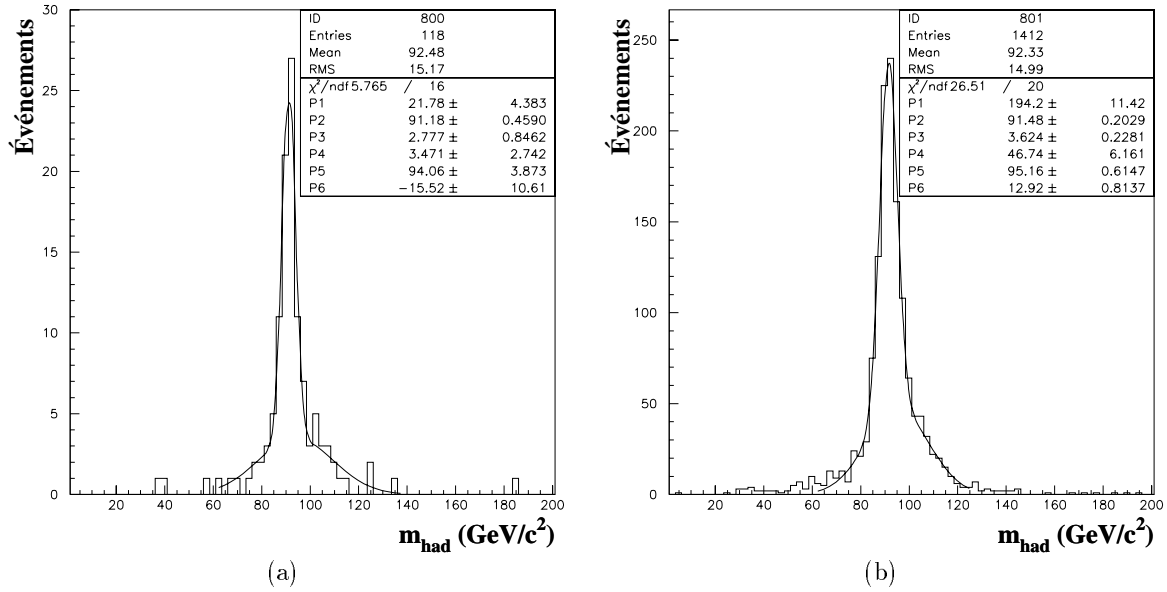 Événements
30
25
20
15
10
5
0
20 40 60 80 100 120 140 160 180 200
m_had (GeV/c²)
ID 800
Entries 118
Mean 92.48
RMS 15.17
χ²/ndf 5.765 / 16
P1 21.78 ± 4.383
P2 91.18 ± 0.4590
P3 2.777 ± 0.8462
P4 3.471 ± 2.742
P5 94.06 ± 3.873
P6 −15.52 ± 10.61
(a)
Événements
250
200
150
100
50
0
20 40 60 80 100 120 140 160 180 200
m_had (GeV/c²)
ID 801
Entries 1412
Mean 92.33
RMS 14.99
χ²/ndf 26.51 / 20
P1 194.2 ± 11.42
P2 91.48 ± 0.2029
P3 3.624 ± 0.2281
P4 46.74 ± 6.161
P5 95.16 ± 0.6147
P6 12.92 ± 0.8137
(b)